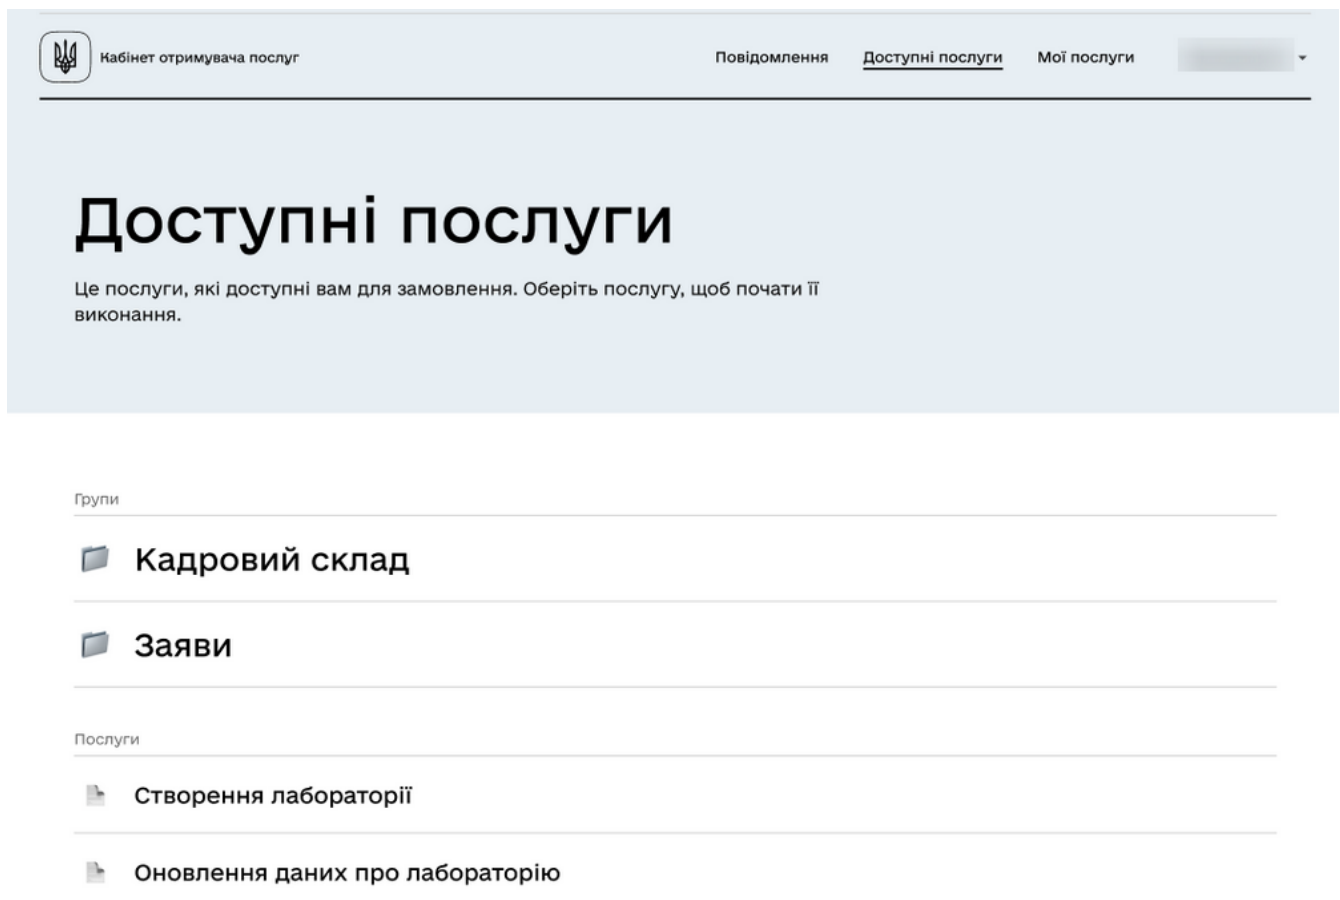 Кабінет отримувача послуг
Повідомлення
Доступні послуги
Мої послуги
Доступні послуги
Це послуги, які доступні вам для замовлення. Оберіть послугу, щоб почати її
виконання.
Групи
Кадровий склад
Заяви
Послуги
Створення лабораторії
Оновлення даних про лабораторію